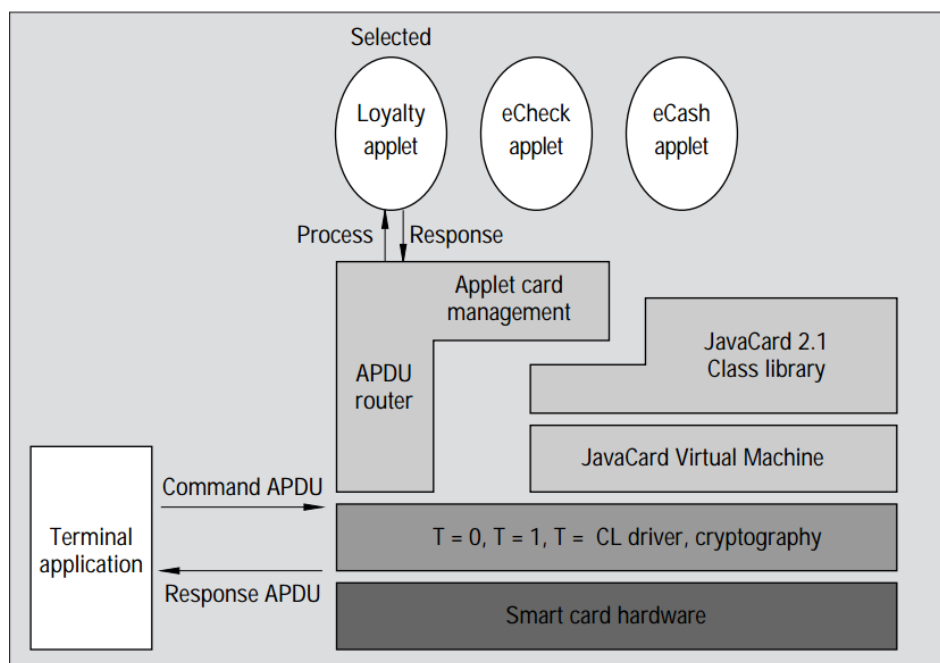 Selected
Loyalty
applet
eCheck
applet
eCash
applet
Process
Response
Applet card
management
APDU
router
JavaCard 2.1
Class library
JavaCard Virtual Machine
Command APDU
Terminal
application
T = 0, T = 1, T = CL driver, cryptography
Response APDU
Smart card hardware